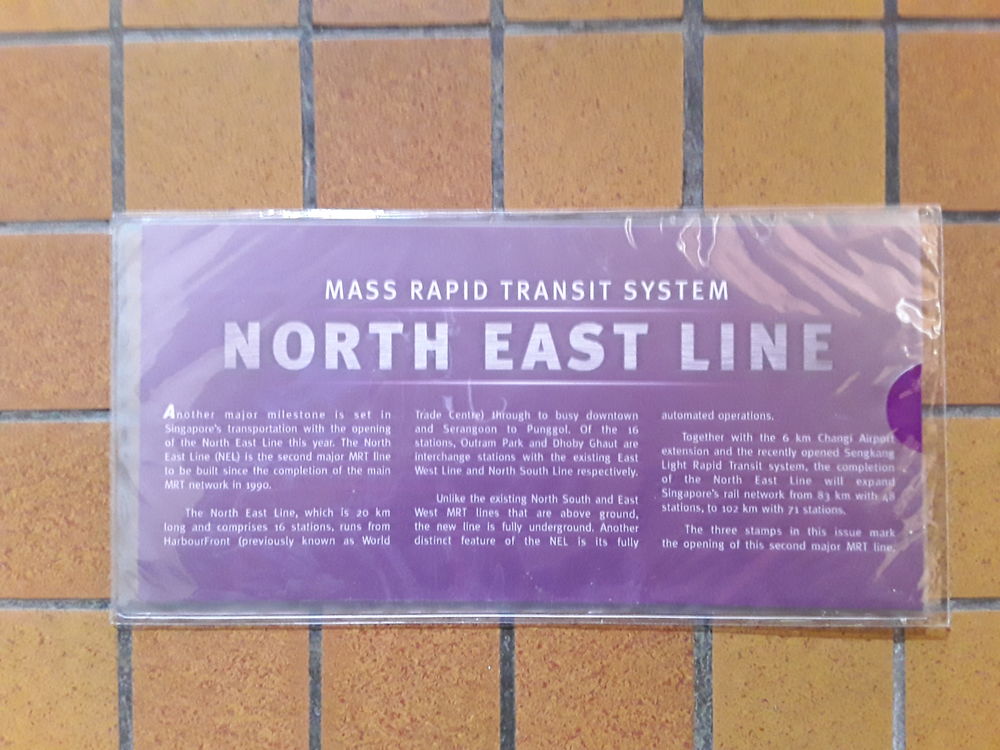 MASS RAPID TRANSIT SYSTEM
NORTH EAST LINE
Another major milestone is set in
Singapore's transportation with the opening
of the North East Line this year. The North
East Line (NEL) is the second major MRT line
to be built since the completion of the main
MRT network in 1990.
The North East Line, which is 20 km
long and comprises 16 stations, runs from
HarbourFront (previously known as World
Trade Centre) through to busy downtown
and Serangoon to Punggol. Of the 16
stations, Outram Park and Dhoby Ghaut are
interchange stations with the existing East
West Line and North South Line respectively.
Unlike the existing North South and East
West MRT lines that are above ground,
the new line is fully underground. Another
distinct feature of the NEL is its fully
automated operations.
Together with the 6 km Changi Airport
extension and the recently opened Sengkang
Light Rapid Transit system, the completion
of the North East Line will expand
Singapore's rail network from 83 km with 48
stations, to 102 km with 71 stations.
The three stamps in this issue mark
the opening of this second major MRT line.